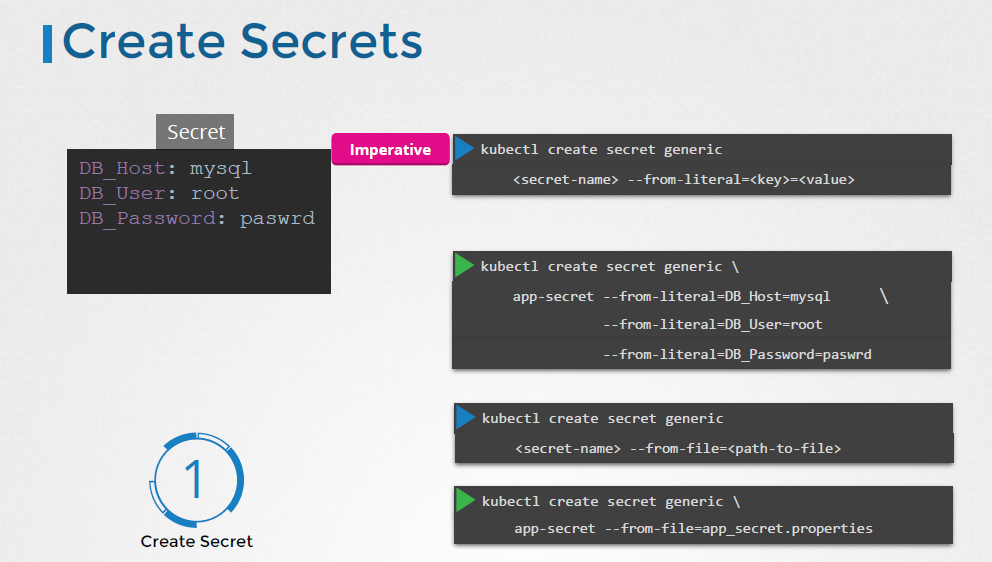 Create Secrets
Secret
DB_Host: mysql
DB_User: root
DB_Password: paswrd
Imperative
kubectl create secret generic
<secret-name> --from-literal=<key>=<value>
kubectl create secret generic \
app-secret --from-literal=DB_Host=mysql \
--from-literal=DB_User=root
--from-literal=DB_Password=paswrd
kubectl create secret generic
<secret-name> --from-file=<path-to-file>
kubectl create secret generic \
app-secret --from-file=app_secret.properties
1
Create Secret